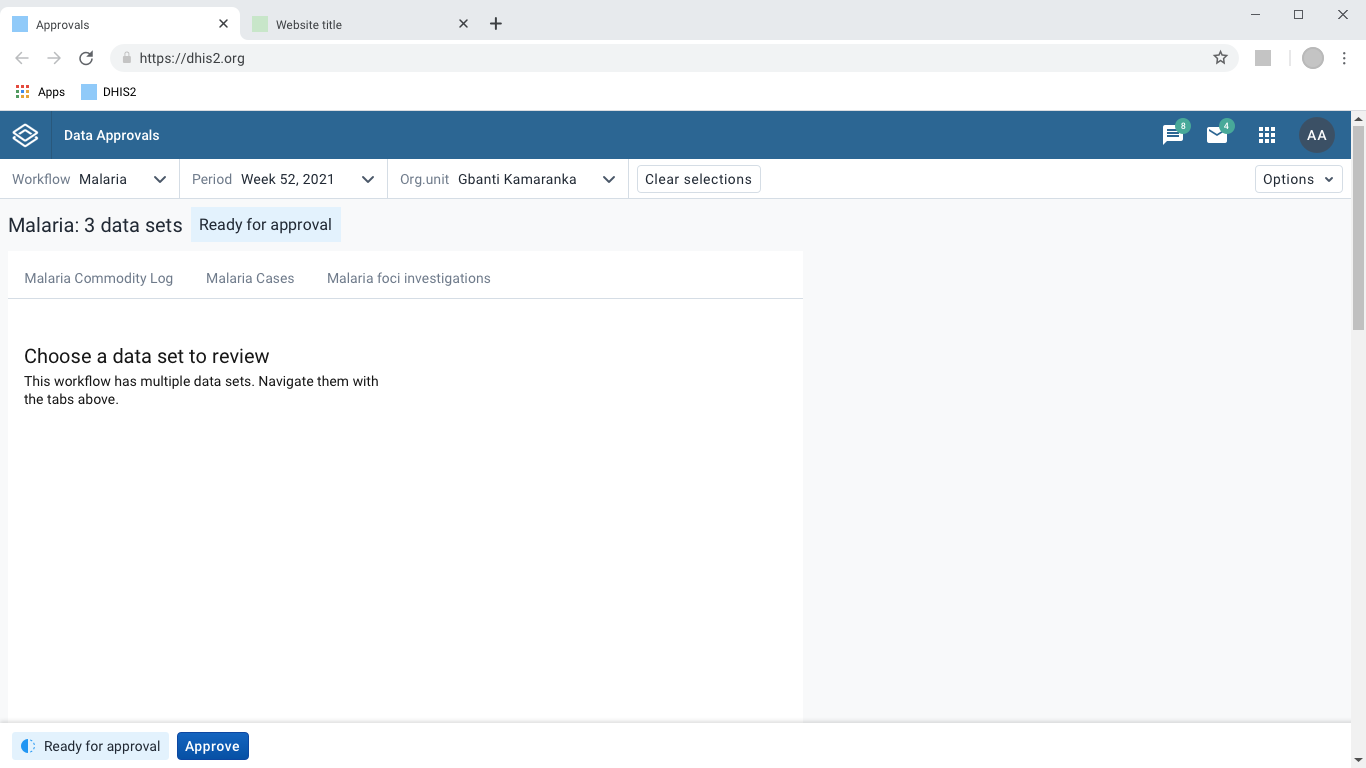 Approvals
Website title
https://dhis2.org
Apps
DHIS2
Data Approvals
8
4
AA
Workflow Malaria
Period Week 52, 2021
Org.unit Gbanti Kamaranka
Clear selections
Options
Malaria: 3 data sets
Ready for approval
Malaria Commodity Log
Malaria Cases
Malaria foci investigations
Choose a data set to review
This workflow has multiple data sets. Navigate them with
the tabs above.
Ready for approval
Approve